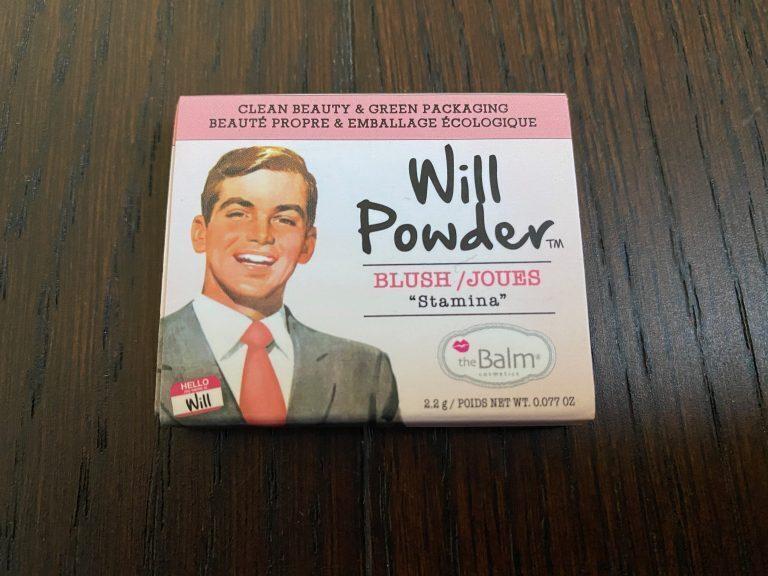 CLEAN BEAUTY & GREEN PACKAGING
BEAUTÉ PROPRE & EMBALLAGE ÉCOLOGIQUE
Will
Powder™
BLUSH/JOUES
"Stamina"
theBalm®
cosmetics
2.2 g / POIDS NET WT. 0.077 OZ
HELLO
Will